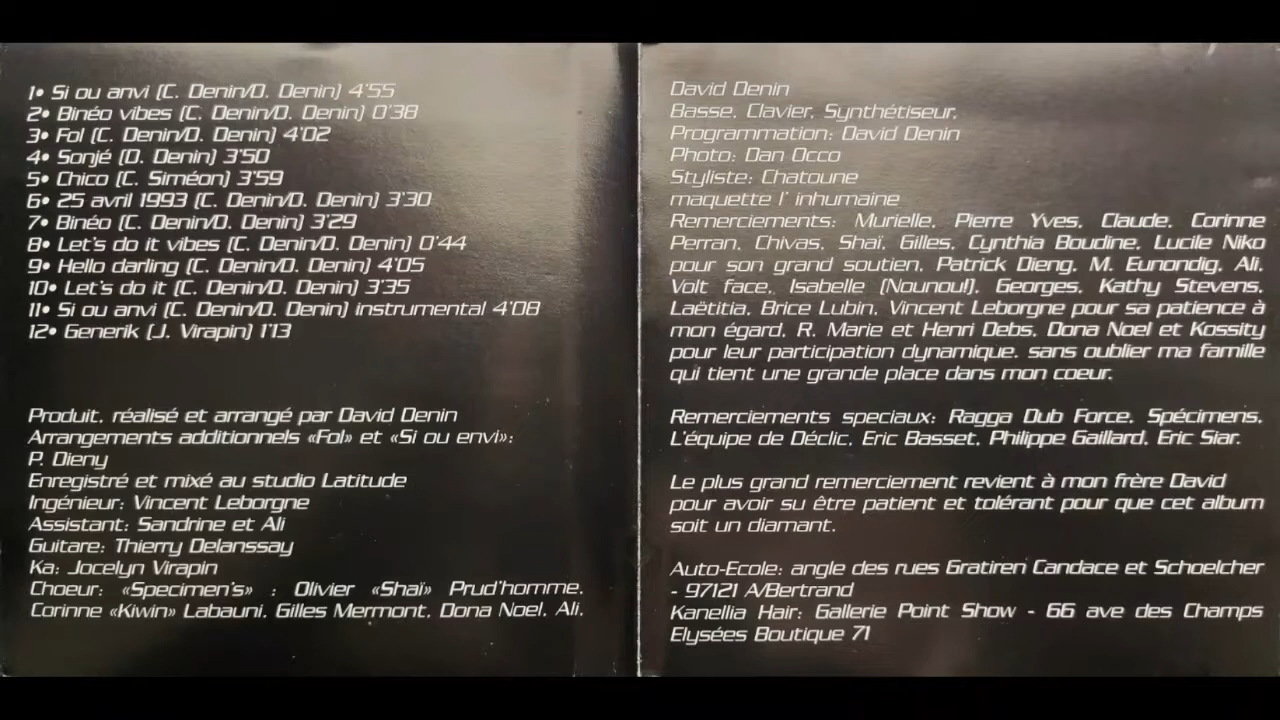 1• Si ou anvi (C. Denin/D. Denin) 4'55
2• Binéo vibes (C. Denin/D. Denin) 0'38
3• Fol (C. Denin/D. Denin) 4'02
4• Sonjé (D. Denin) 3'50
5• Chico (C. Siméon) 3'59
6• 25 avril 1993 (C. Denin/D. Denin) 3'30
7• Binéo (C. Denin/D. Denin) 3'29
8• Let's do it vibes (C. Denin/D. Denin) 0'44
9• Hello darling (C. Denin/D. Denin) 4'05
10• Let's do it (C. Denin/D. Denin) 3'35
11• Si ou anvi (C. Denin/D. Denin) instrumental 4'08
12• Generik (J. Virapin) 1'13
Produit, réalisé et arrangé par David Denin
Arrangements additionnels «Fol» et «Si ou envi»:
P. Dieny
Enregistré et mixé au studio Latitude
Ingénieur: Vincent Leborgne
Assistant: Sandrine et Ali
Guitare: Thierry Delanssay
Ka: Jocelyn Virapin
Choeur: «Specimen's» : Olivier «Shaï» Prud'homme,
Corinne «Kiwin» Labauni, Gilles Mermont, Dona Noel, Ali.
David Denin
Basse, Clavier, Synthétiseur,
Programmation: David Denin
Photo: Dan Occo
Styliste: Chatoune
maquette l' inhumaine
Remerciements: Murielle, Pierre Yves, Claude, Corinne
Perran, Chivas, Shaï, Gilles, Cynthia Boudine, Lucile Niko
pour son grand soutien, Patrick Dieng, M. Eunondig, Ali,
Volt face, Isabelle (Nounou!), Georges, Kathy Stevens,
Laëtitia, Brice Lubin, Vincent Leborgne pour sa patience à
mon égard, R. Marie et Henri Debs, Dona Noel et Kossity
pour leur participation dynamique. sans oublier ma famille
qui tient une grande place dans mon coeur.
Remerciements speciaux: Ragga Dub Force, Spécimens,
L'équipe de Déclic, Eric Basset, Philippe Gaillard, Eric Siar.
Le plus grand remerciement revient à mon frère David
pour avoir su être patient et tolérant pour que cet album
soit un diamant.
Auto-Ecole: angle des rues Gratiren Candace et Schoelcher
- 97121 A/Bertrand
Kanellia Hair: Gallerie Point Show - 66 ave des Champs
Elysées Boutique 71